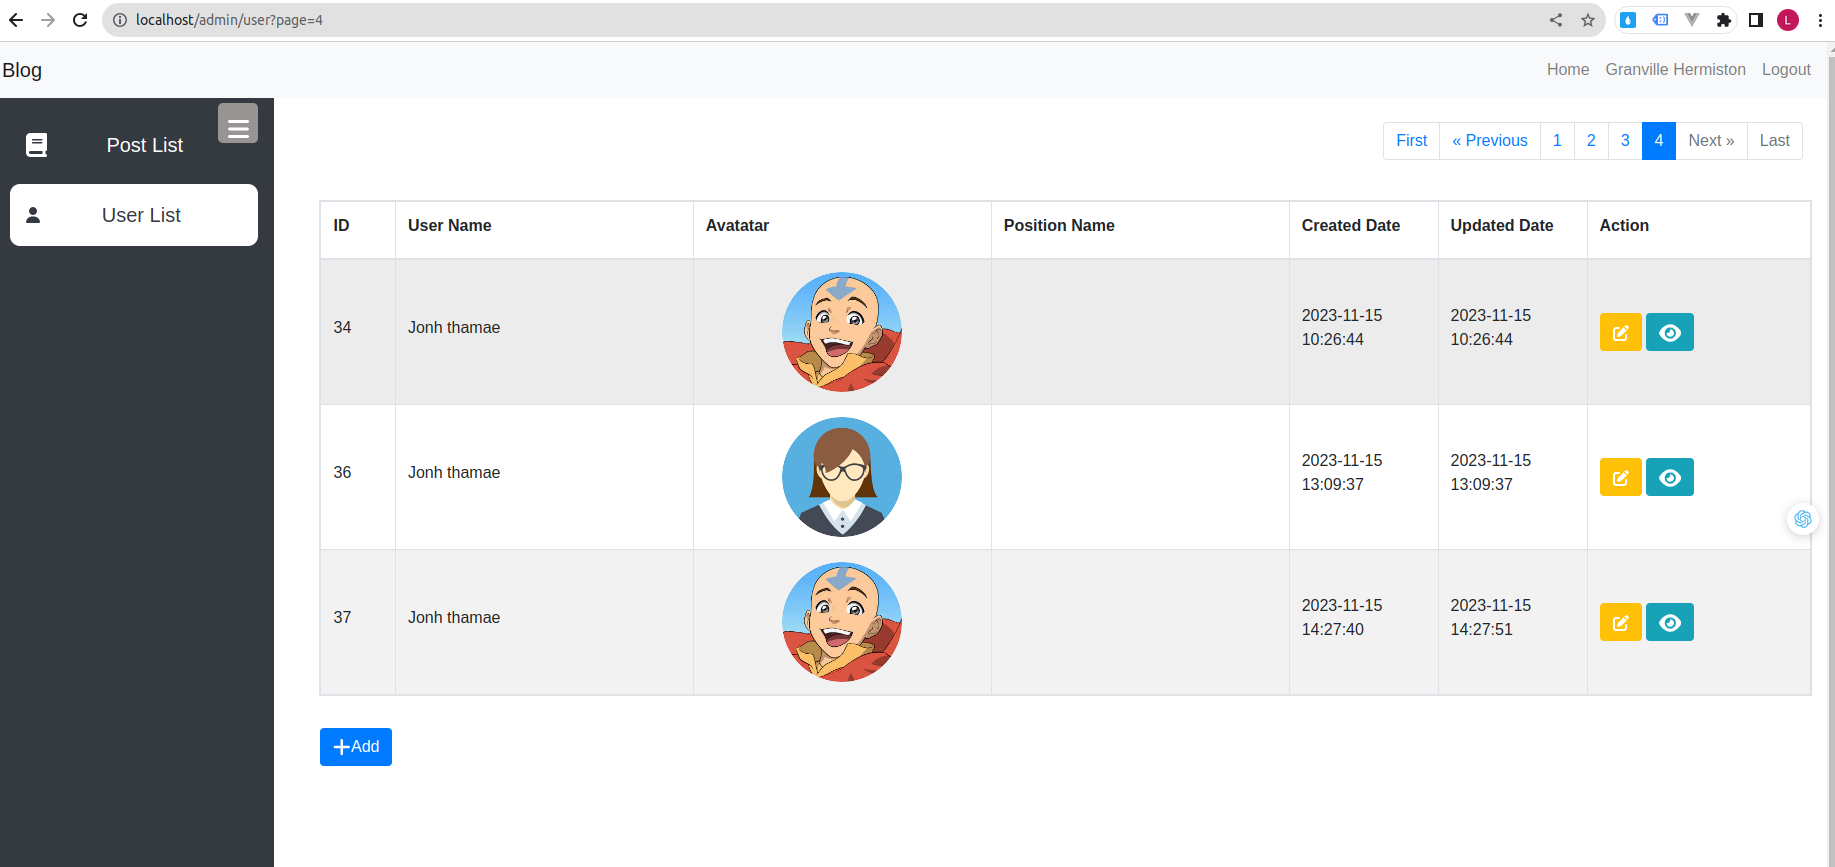 localhost/admin/user?page=4
L
Blog
Home Granville Hermiston Logout
Post List
User List
First « Previous 1 2 3 4 Next » Last
ID User Name Avatatar Position Name Created Date Updated Date Action
34 Jonh thamae 2023-11-15 10:26:44 2023-11-15 10:26:44
36 Jonh thamae 2023-11-15 13:09:37 2023-11-15 13:09:37
37 Jonh thamae 2023-11-15 14:27:40 2023-11-15 14:27:51
Add